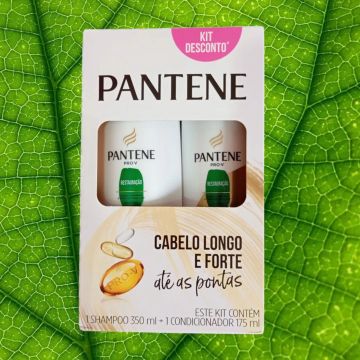 KIT
DESCONTO*
PANTENE
PANTENE
PRO-V
RESTAURAÇÃO
PANTENE
PRO-V
RESTAURAÇÃO
CABELO LONGO
E FORTE
até as pontas
PRO-V
ESTE KIT CONTÉM
1 SHAMPOO 350 ml + 1 CONDICIONADOR 175 ml